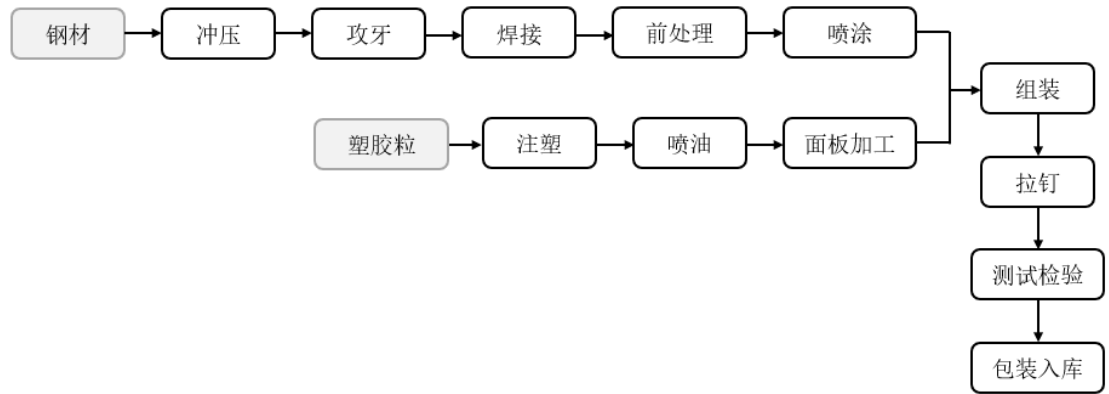 钢材
冲压
攻牙
焊接
前处理
喷涂
塑胶粒
注塑
喷油
面板加工
组装
拉钉
测试检验
包装入库